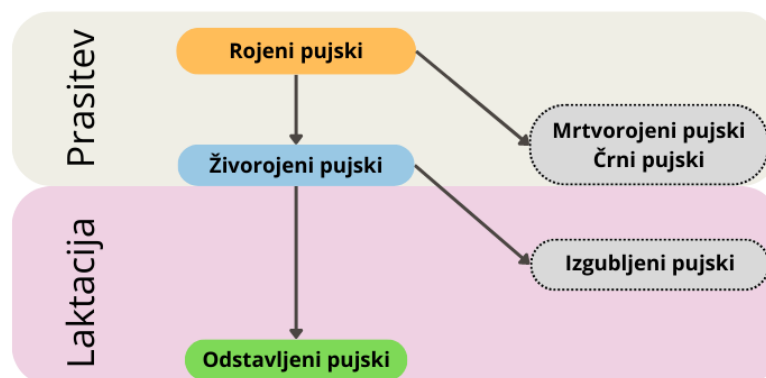 Prasitev
Rojeni pujski
Mrtvorojeni pujski
Črni pujski
Živorojeni pujski
Laktacija
Izgubljeni pujski
Odstavljeni pujski